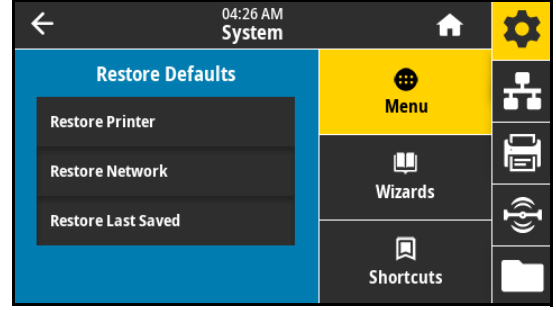 04:26 AM
System
Restore Defaults
Restore Printer
Restore Network
Restore Last Saved
Menu
Wizards
Shortcuts